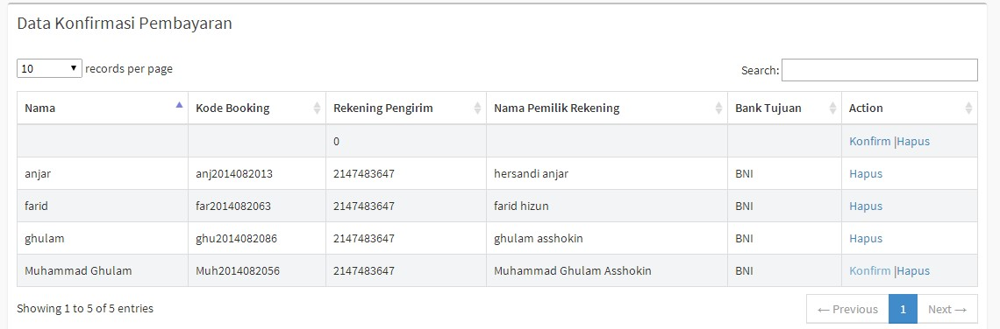 Data Konfirmasi Pembayaran
10 records per page
Search:
Nama Kode Booking Rekening Pengirim Nama Pemilik Rekening Bank Tujuan Action
0 Konfirm |Hapus
anjar anj2014082013 2147483647 hersandi anjar BNI Hapus
farid far2014082063 2147483647 farid hizun BNI Hapus
ghulam ghu2014082086 2147483647 ghulam asshokin BNI Hapus
Muhammad Ghulam Muh2014082056 2147483647 Muhammad Ghulam Asshokin BNI Konfirm |Hapus
Showing 1 to 5 of 5 entries
← Previous 1 Next →